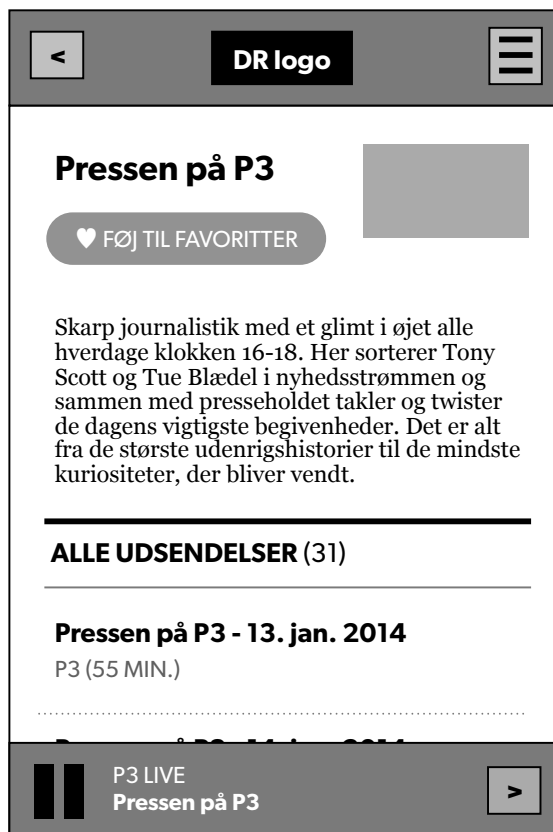 <
DR logo
Pressen på P3
♥ FØJ TIL FAVORITTER
Skarp journalistik med et glimt i øjet alle
hverdage klokken 16-18. Her sorterer Tony
Scott og Tue Blædel i nyhedsstrømmen og
sammen med presseholdet takler og twister
de dagens vigtigste begivenheder. Det er alt
fra de største udenrigshistorier til de mindste
kuriositeter, der bliver vendt.
ALLE UDSENDELSER (31)
Pressen på P3 - 13. jan. 2014
P3 (55 MIN.)
P3 LIVE
Pressen på P3
>